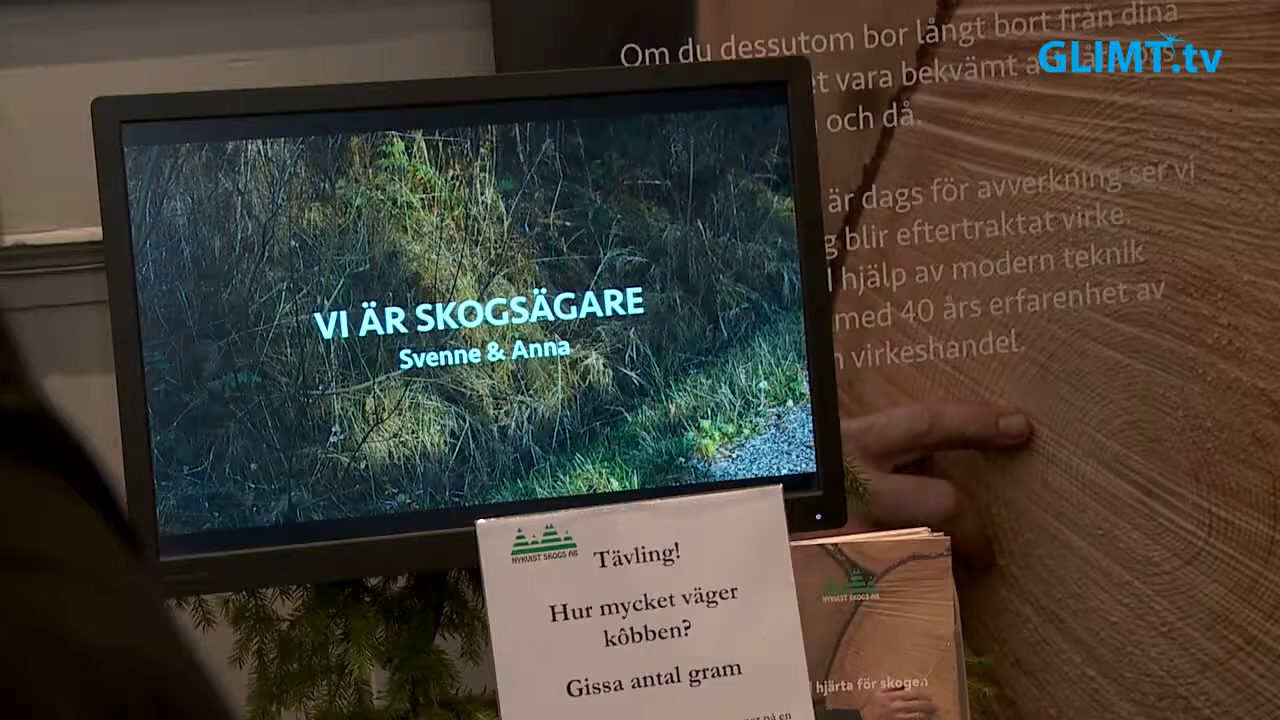 GLIMT.tv
Om du dessutom bor långt bort från dina
vara bekvämt
och då.
är dags för avverkning ser vi
blir eftertraktat virke.
hjälp av modern teknik
med 40 års erfarenhet av
virkeshandel.
VI ÄR SKOGSÄGARE
Svenne & Anna
NYKVIST SKOGS AB
Tävling!
Hur mycket väger
kôbben?
Gissa antal gram
på en
NYKVIST SKOGS AB
hjärta för skogen